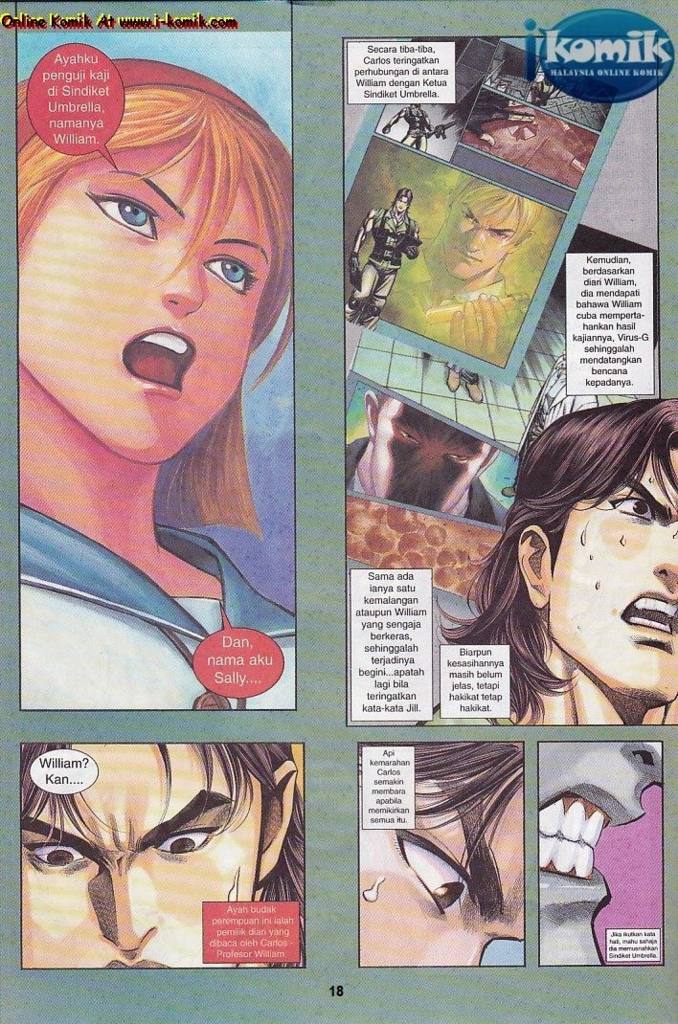 Online Komik At www.i-komik.com
ikomik
MALAYSIA ONLINE KOMIK
Ayahku
penguji kaji
di Sindiket
Umbrella,
namanya
William.
Dan,
nama aku
Sally....
Secara tiba-tiba,
Carlos teringatkan
perhubungan di antara
William dengan Ketua
Sindiket Umbrella.
Kemudian,
berdasarkan
diari William,
dia mendapati
bahawa William
cuba memperta-
hankan hasil
kajiannya, Virus-G
sehinggalah
mendatangkan
bencana
kepadanya.
Sama ada
ianya satu
kemalangan
ataupun William
yang sengaja
berkeras,
sehinggalah
terjadinya
begini...apatah
lagi bila
teringatkan
kata-kata Jill.
Biarpun
kesasihannya
masih belum
jelas, tetapi
hakikat tetap
hakikat.
William?
Kan....
Ayah budak
perempuan ini ialah
pemilik diari yang
dibaca oleh Carlos -
Profesor William.
Api
kemarahan
Carlos
semakin
membara
apabila
memikirkan
semua itu.
Jika ikutkan kata
hati, mahu sahaja
dia memusnahkan
Sindiket Umbrella.
18